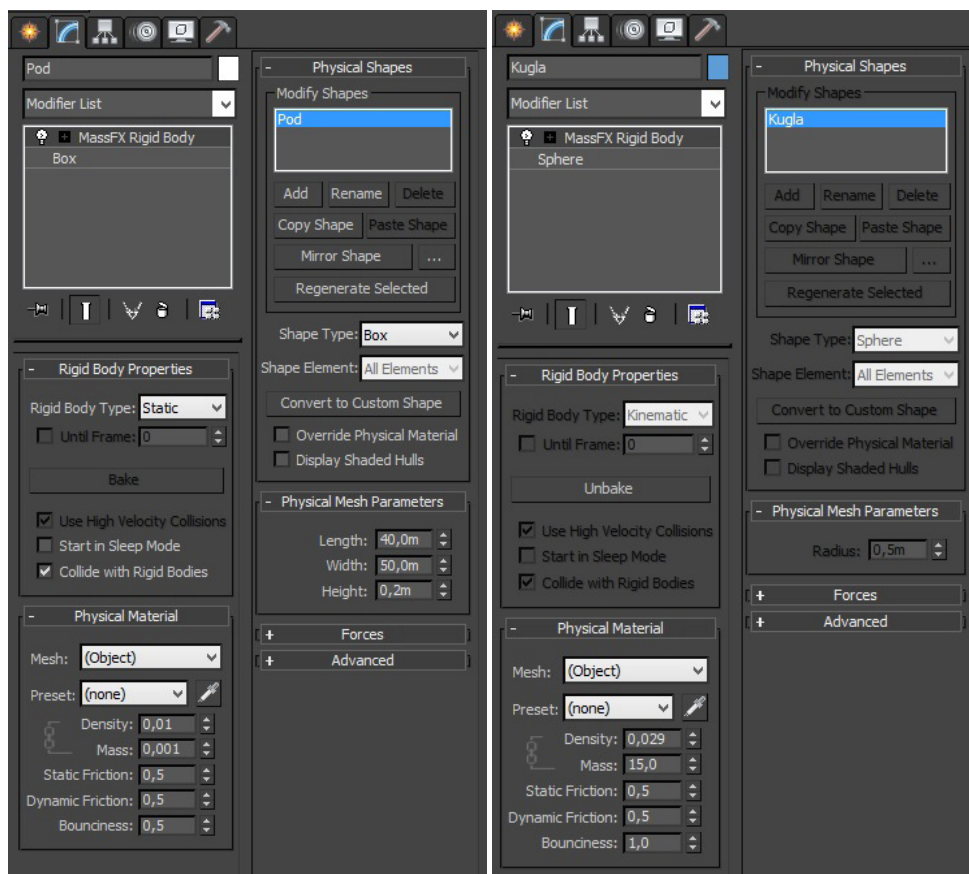 Pod
Modifier List
MassFX Rigid Body
Box
- Rigid Body Properties
Rigid Body Type: Static
Until Frame: 0
Bake
Use High Velocity Collisions
Start in Sleep Mode
Collide with Rigid Bodies
- Physical Material
Mesh: (Object)
Preset: (none)
Density: 0,01
Mass: 0,001
Static Friction: 0,5
Dynamic Friction: 0,5
Bounciness: 0,5
- Physical Shapes
Modify Shapes
Pod
Add Rename Delete
Copy Shape Paste Shape
Mirror Shape ...
Regenerate Selected
Shape Type: Box
Shape Element: All Elements
Convert to Custom Shape
Override Physical Material
Display Shaded Hulls
- Physical Mesh Parameters
Length: 40,0m
Width: 50,0m
Height: 0,2m
+ Forces
+ Advanced
Kugla
Modifier List
MassFX Rigid Body
Sphere
- Rigid Body Properties
Rigid Body Type: Kinematic
Until Frame: 0
Unbake
Use High Velocity Collisions
Start in Sleep Mode
Collide with Rigid Bodies
- Physical Material
Mesh: (Object)
Preset: (none)
Density: 0,029
Mass: 15,0
Static Friction: 0,5
Dynamic Friction: 0,5
Bounciness: 1,0
- Physical Shapes
Modify Shapes
Kugla
Add Rename Delete
Copy Shape Paste Shape
Mirror Shape ...
Regenerate Selected
Shape Type: Sphere
Shape Element: All Elements
Convert to Custom Shape
Override Physical Material
Display Shaded Hulls
- Physical Mesh Parameters
Radius: 0,5m
+ Forces
+ Advanced